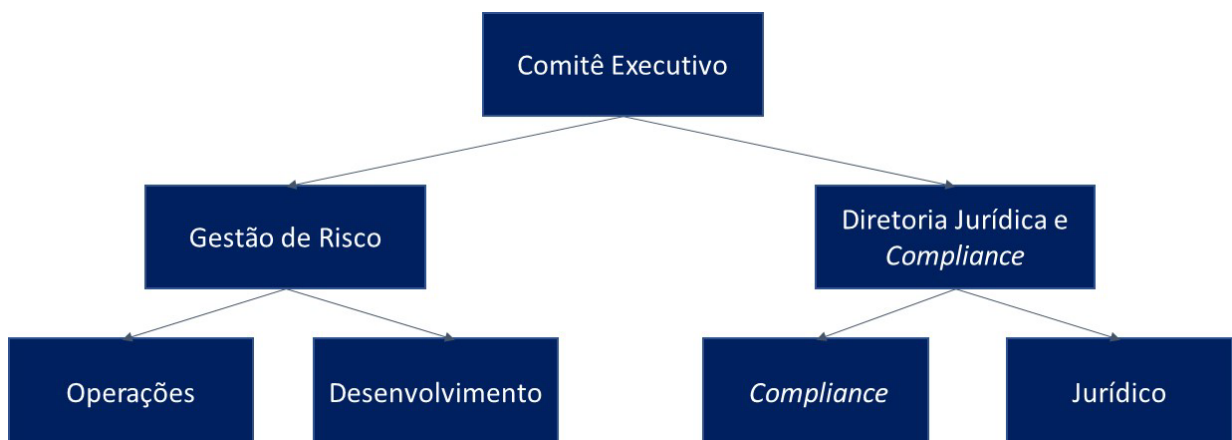 Comitê Executivo
Gestão de Risco
Diretoria Jurídica e
Compliance
Operações
Desenvolvimento
Compliance
Jurídico